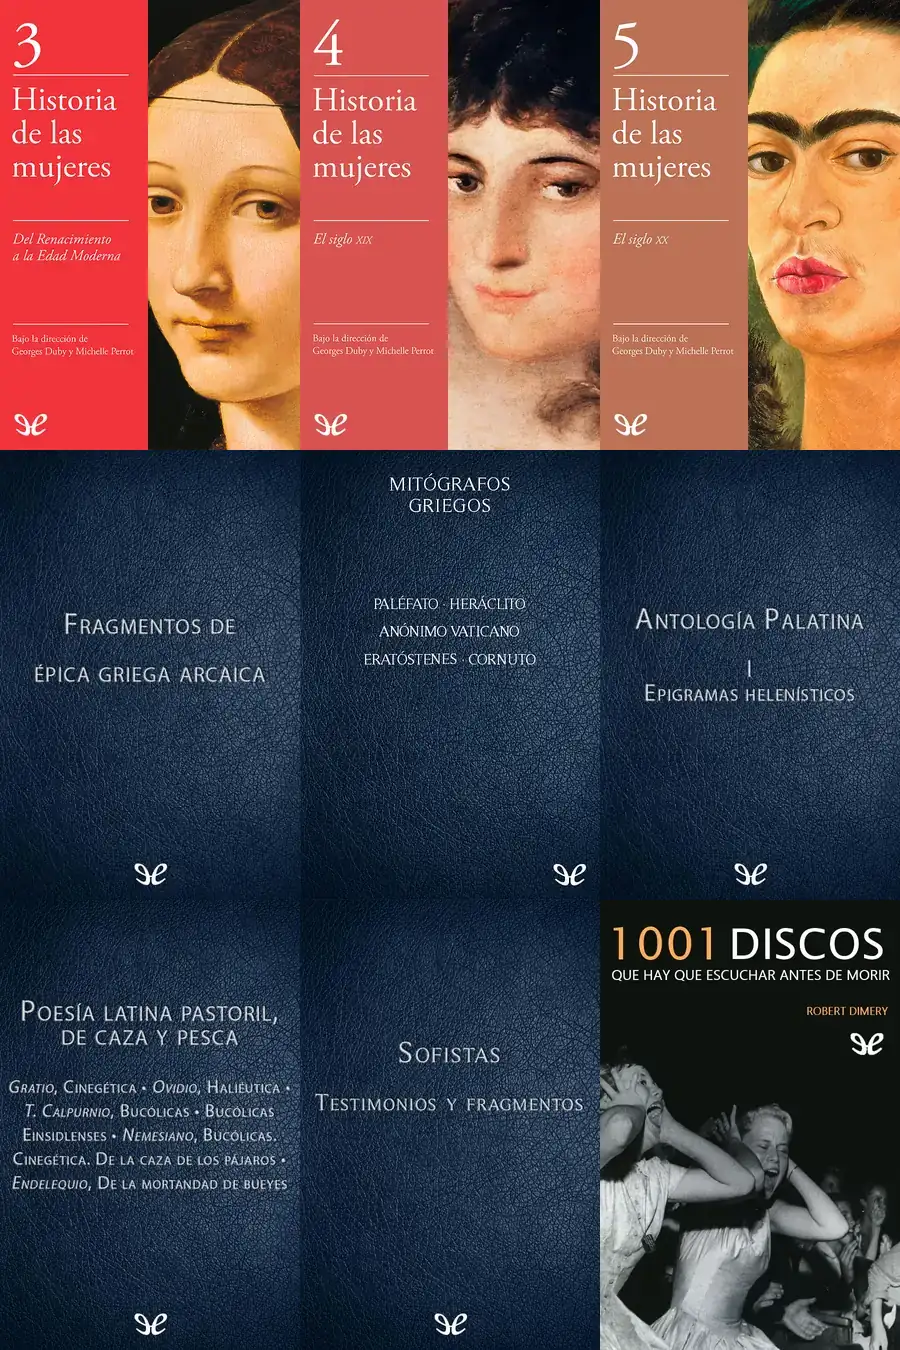 3
Historia
de las
mujeres
Del Renacimiento
a la Edad Moderna
Bajo la dirección de
Georges Duby y Michelle Perrot
4
Historia
de las
mujeres
El siglo XIX
Bajo la dirección de
Georges Duby y Michelle Perrot
5
Historia
de las
mujeres
El siglo XX
Bajo la dirección de
Georges Duby y Michelle Perrot
FRAGMENTOS DE
ÉPICA GRIEGA ARCAICA
MITÓGRAFOS
GRIEGOS
PALÉFATO · HERÁCLITO
ANÓNIMO VATICANO
ERATÓSTENES · CORNUTO
ANTOLOGÍA PALATINA
I
EPIGRAMAS HELENÍSTICOS
POESÍA LATINA PASTORIL,
DE CAZA Y PESCA
GRATIO, CINEGÉTICA • OVIDIO, HALIÉUTICA •
T. CALPURNIO, BUCÓLICAS • BUCÓLICAS
EINSIDLENSES • NEMESIANO, BUCÓLICAS.
CINEGÉTICA. DE LA CAZA DE LOS PÁJAROS •
ENDELEQUIO, DE LA MORTANDAD DE BUEYES
SOFISTAS
TESTIMONIOS Y FRAGMENTOS
1001 DISCOS
QUE HAY QUE ESCUCHAR ANTES DE MORIR
ROBERT DIMERY